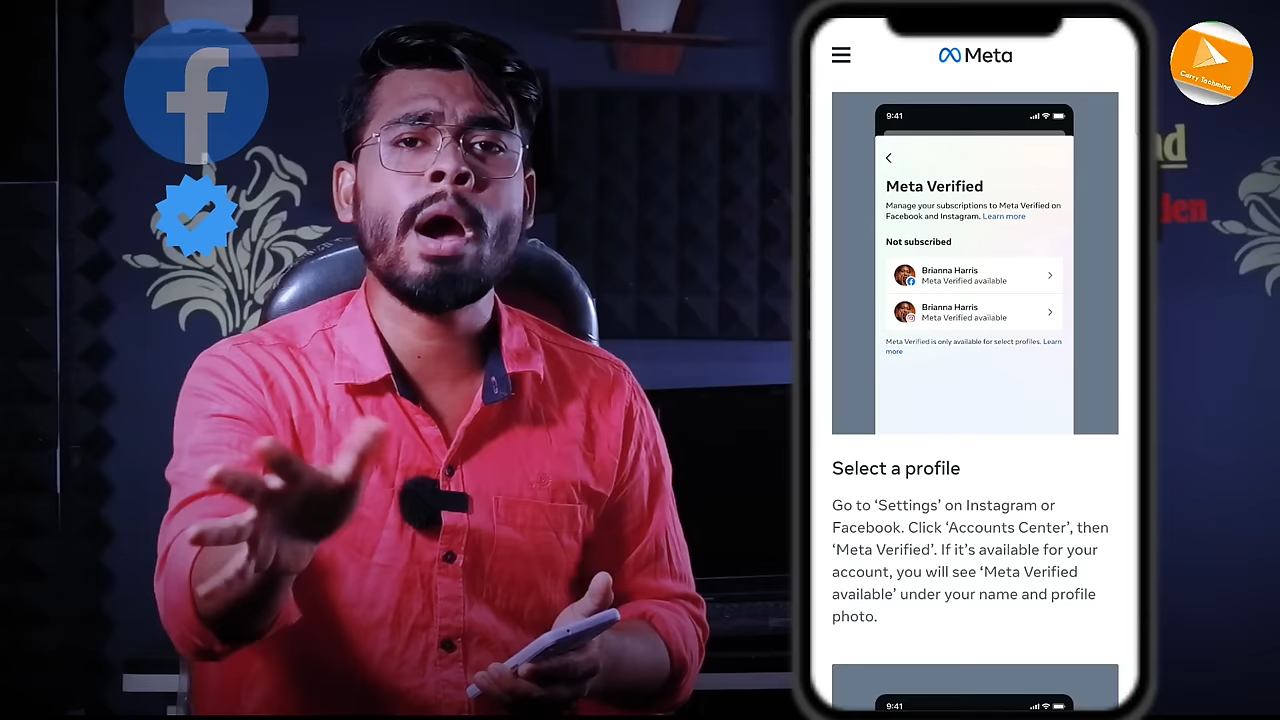 f
Meta
9:41
Meta Verified
Manage your subscriptions to Meta Verified on
Facebook and Instagram. Learn more
Not subscribed
Brianna Harris
Meta Verified available
Brianna Harris
Meta Verified available
Meta Verified is only available for select profiles. Learn
more
Select a profile
Go to ‘Settings’ on Instagram or
Facebook. Click ‘Accounts Center’, then
‘Meta Verified’. If it’s available for your
account, you will see ‘Meta Verified
available’ under your name and profile
photo.
9:41
Carry Techmind